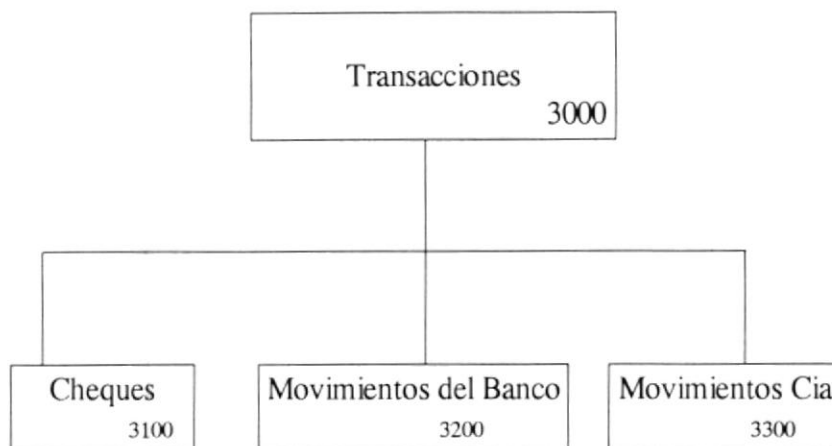 Transacciones
3000
Cheques
3100
Movimientos del Banco
3200
Movimientos Cia
3300